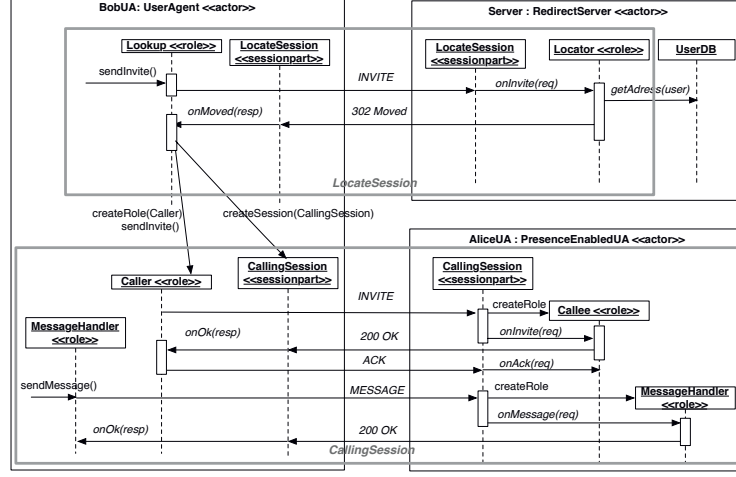 BobUA: UserAgent <<actor>>
Server : RedirectServer <<actor>>
Lookup <<role>>
LocateSession
<<sessionpart>>
LocateSession
<<sessionpart>>
Locator <<role>>
UserDB
sendInvite()
INVITE
onInvite(req)
getAdress(user)
onMoved(resp)
302 Moved
LocateSession
createRole(Caller)
sendInvite()
createSession(CallingSession)
AliceUA : PresenceEnabledUA <<actor>>
Caller <<role>>
CallingSession
<<sessionpart>>
CallingSession
<<sessionpart>>
INVITE
createRole
Callee <<role>>
MessageHandler
<<role>>
onOk(resp)
200 OK
onInvite(req)
ACK
onAck(req)
sendMessage()
MESSAGE
createRole
MessageHandler
<<role>>
onMessage(req)
onOk(resp)
200 OK
CallingSession